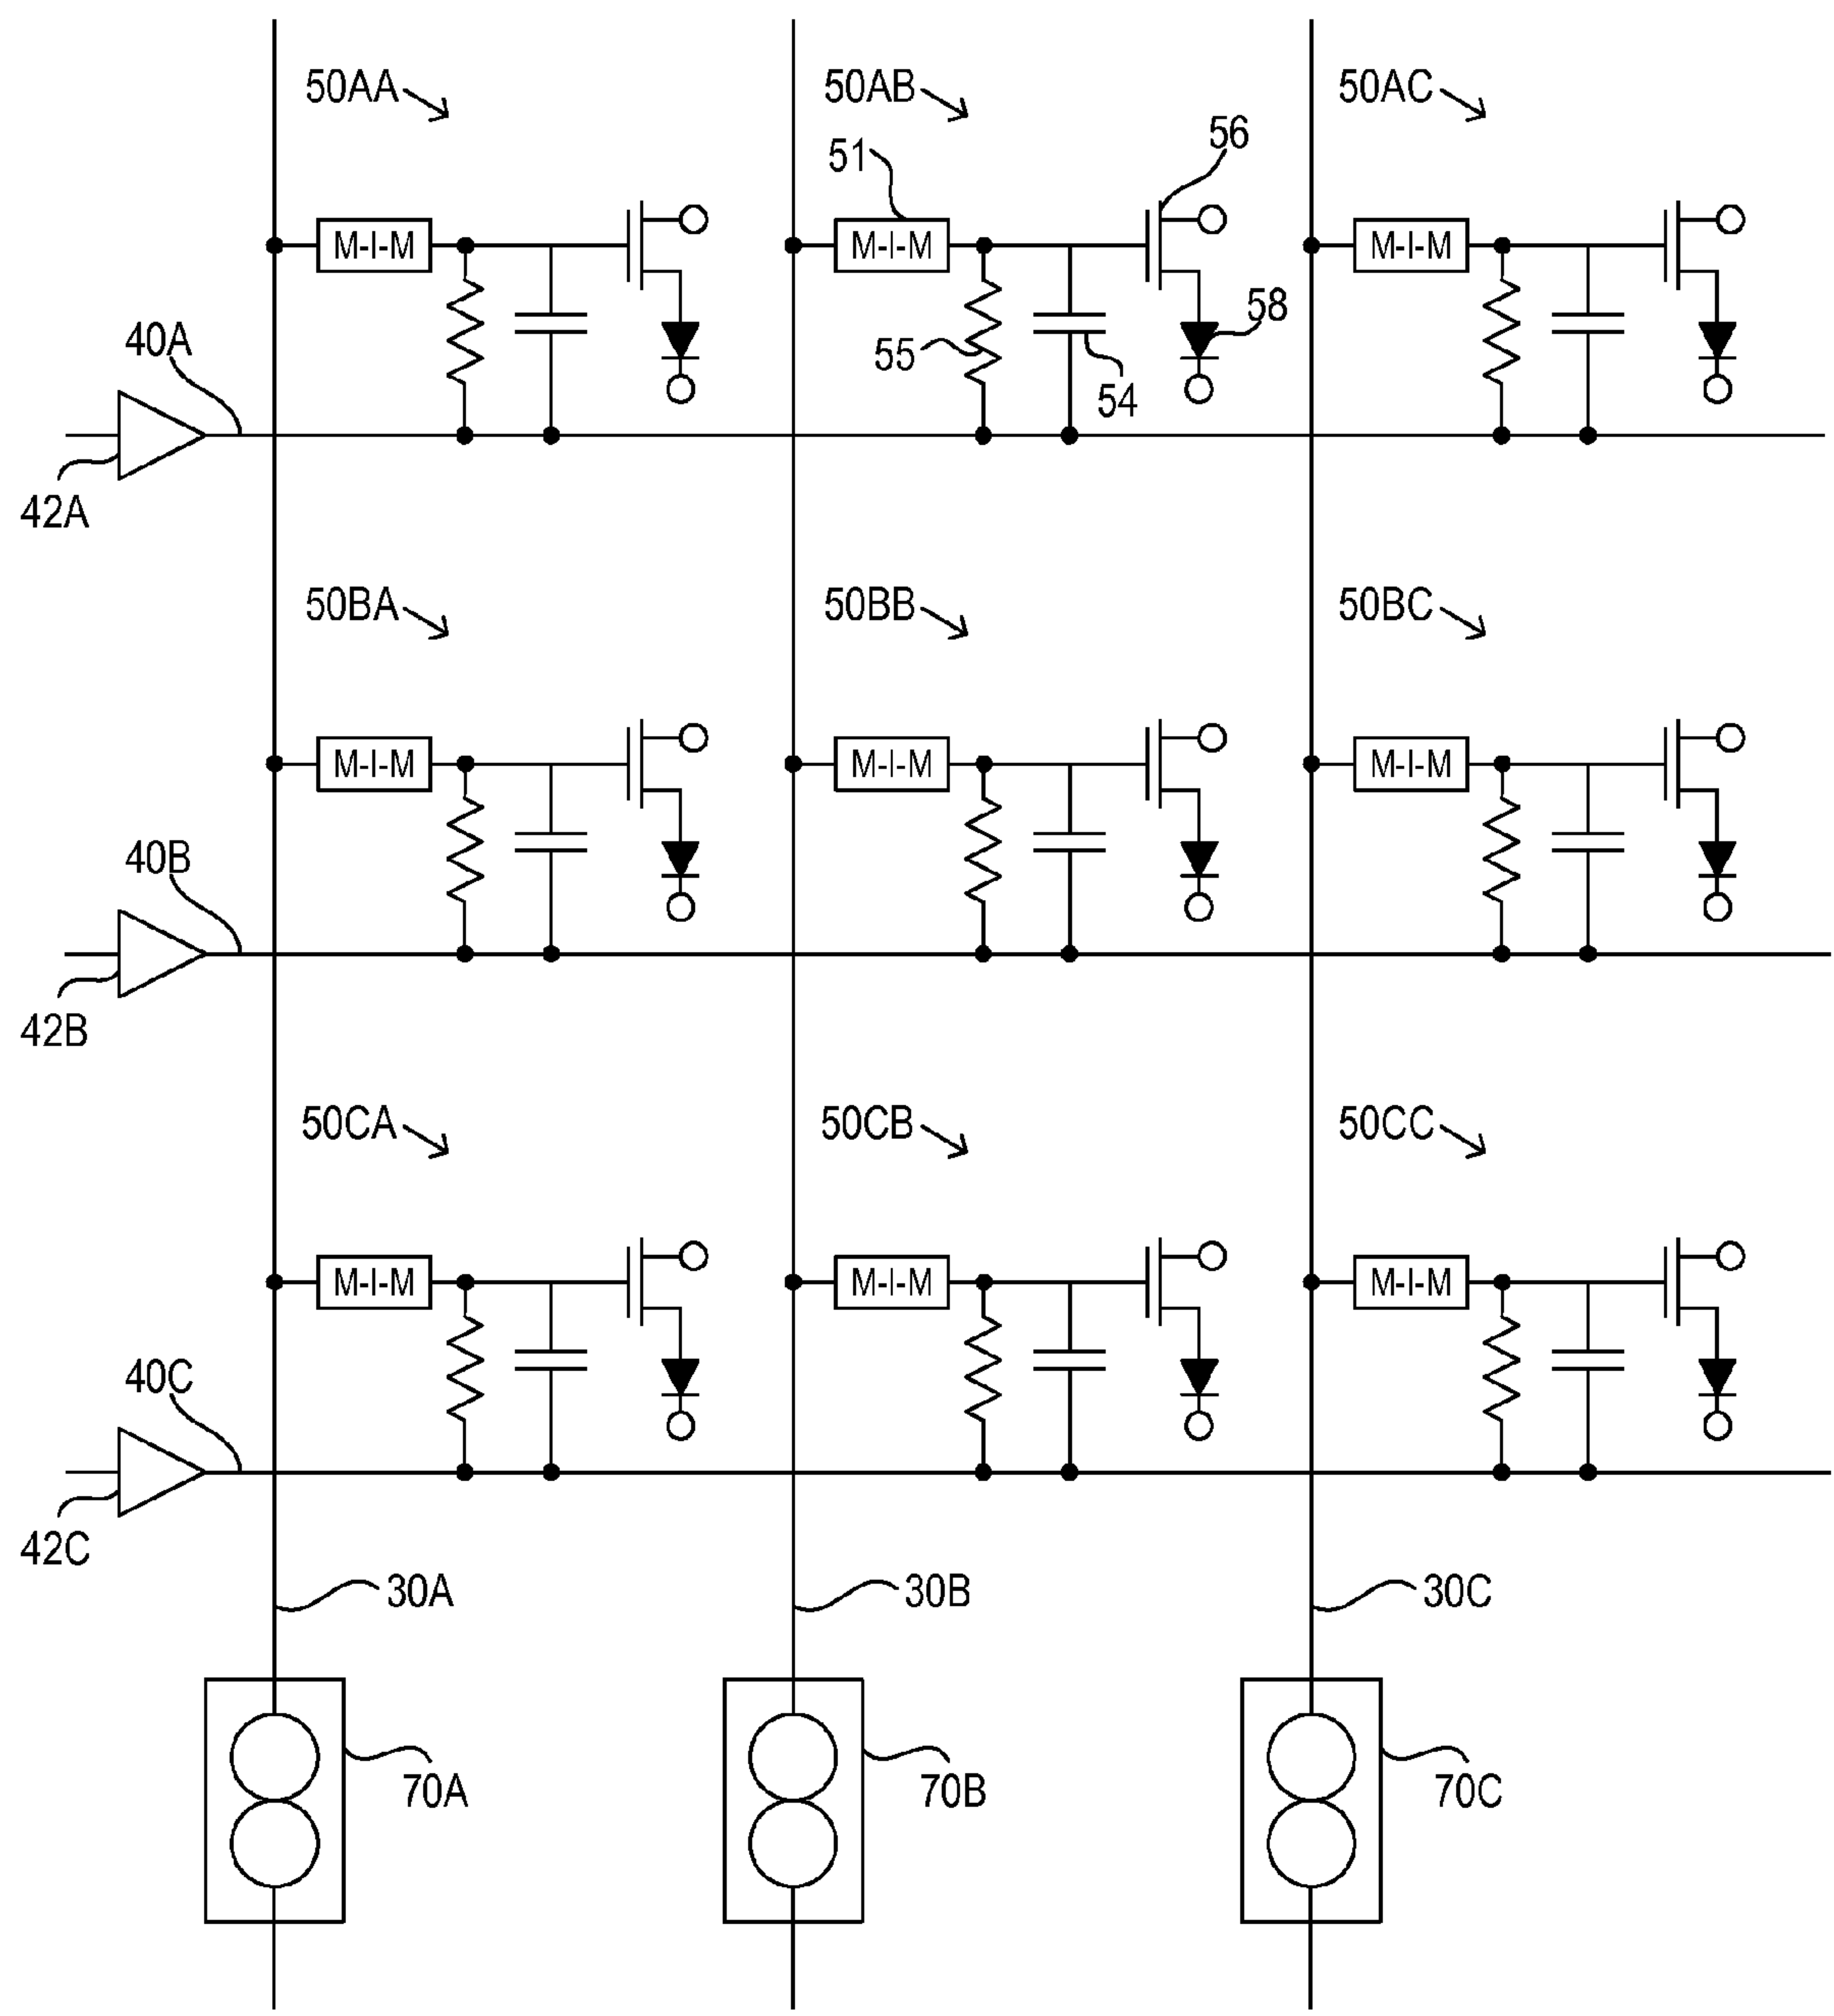 50AA
50AB
50AC
56
51
M-I-M
M-I-M
M-I-M
58
40A
55
54
42A
50BA
50BB
50BC
M-I-M
M-I-M
M-I-M
40B
42B
50CA
50CB
50CC
M-I-M
M-I-M
M-I-M
40C
42C
30A
30B
30C
70A
70B
70C